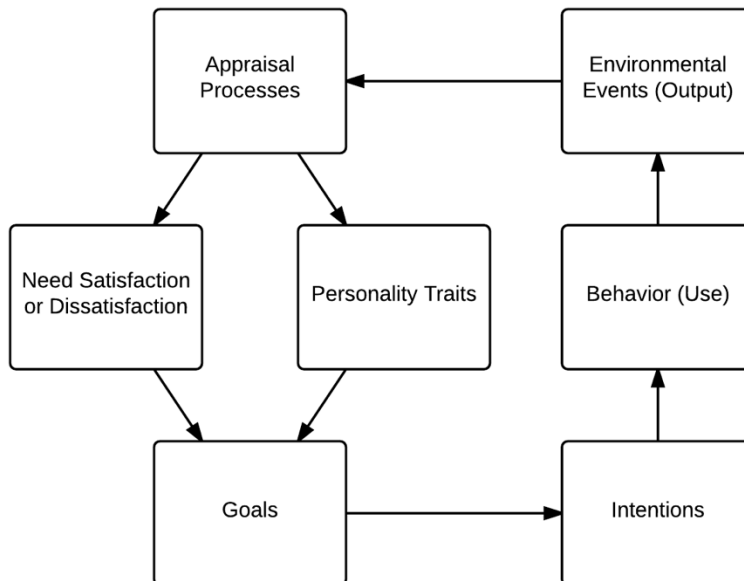 Appraisal
Processes
Environmental
Events (Output)
Need Satisfaction
or Dissatisfaction
Personality Traits
Behavior (Use)
Goals
Intentions